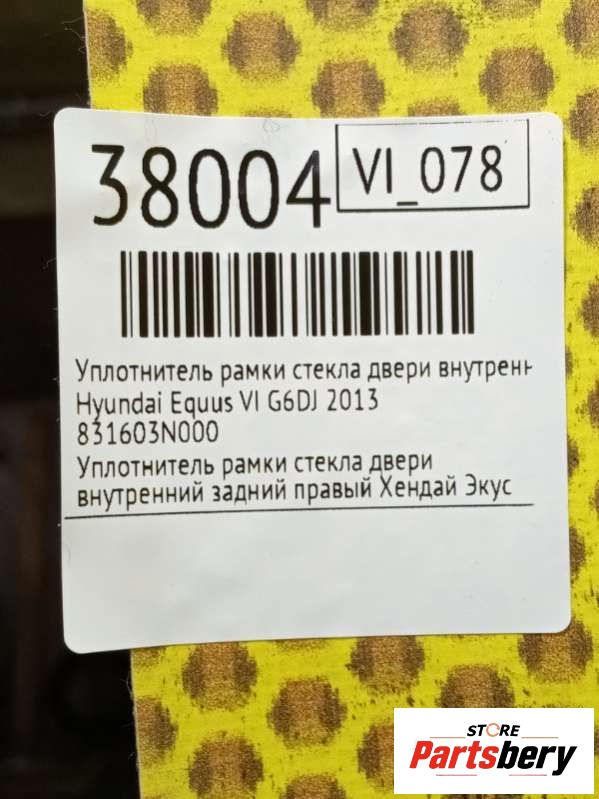 38004
VI_078
Уплотнитель рамки стекла двери внутренн
Hyundai Equus VI G6DJ 2013
831603N000
Уплотнитель рамки стекла двери
внутренний задний правый Хендай Экус
STORE
Partsbery